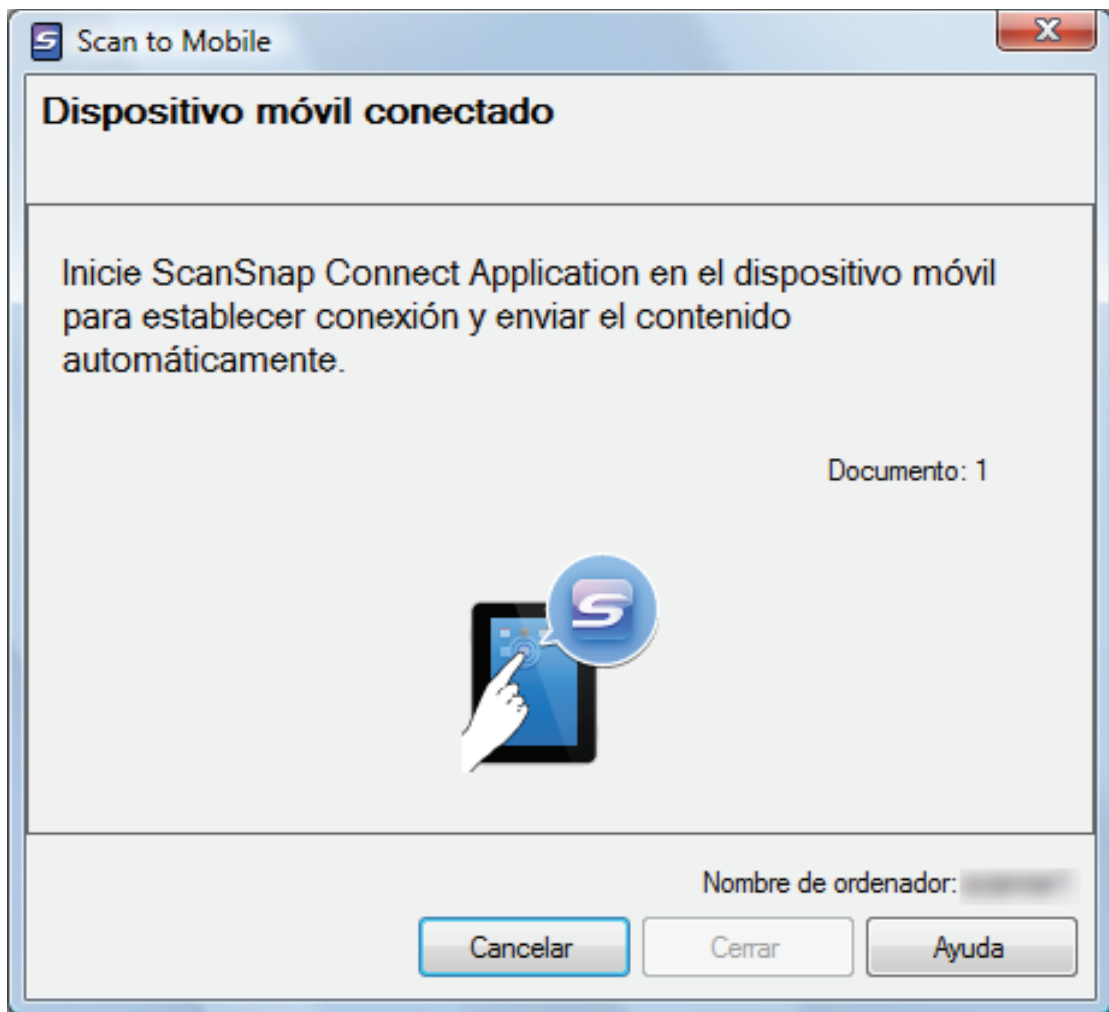 Scan to Mobile
Dispositivo móvil conectado
Inicie ScanSnap Connect Application en el dispositivo móvil
para establecer conexión y enviar el contenido
automáticamente.
Documento: 1
Nombre de ordenador:
Cancelar
Cerrar
Ayuda